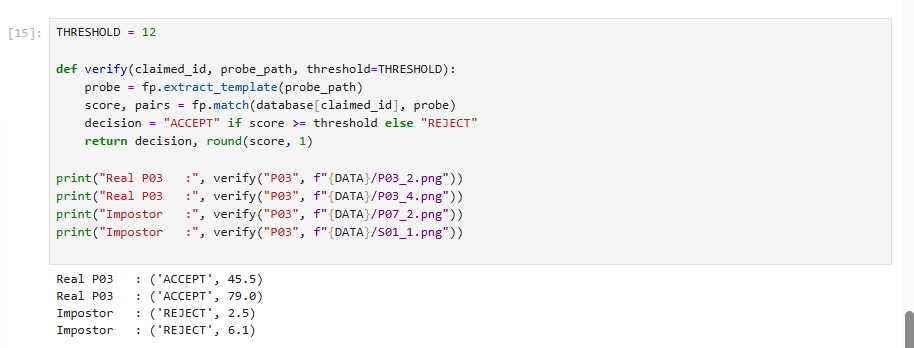 [15]: THRESHOLD = 12
def verify(claimed_id, probe_path, threshold=THRESHOLD):
    probe = fp.extract_template(probe_path)
    score, pairs = fp.match(database[claimed_id], probe)
    decision = "ACCEPT" if score >= threshold else "REJECT"
    return decision, round(score, 1)
print("Real P03   :", verify("P03", f"{DATA}/P03_2.png"))
print("Real P03   :", verify("P03", f"{DATA}/P03_4.png"))
print("Impostor   :", verify("P03", f"{DATA}/P07_2.png"))
print("Impostor   :", verify("P03", f"{DATA}/S01_1.png"))
Real P03   : ('ACCEPT', 45.5)
Real P03   : ('ACCEPT', 79.0)
Impostor   : ('REJECT', 2.5)
Impostor   : ('REJECT', 6.1)